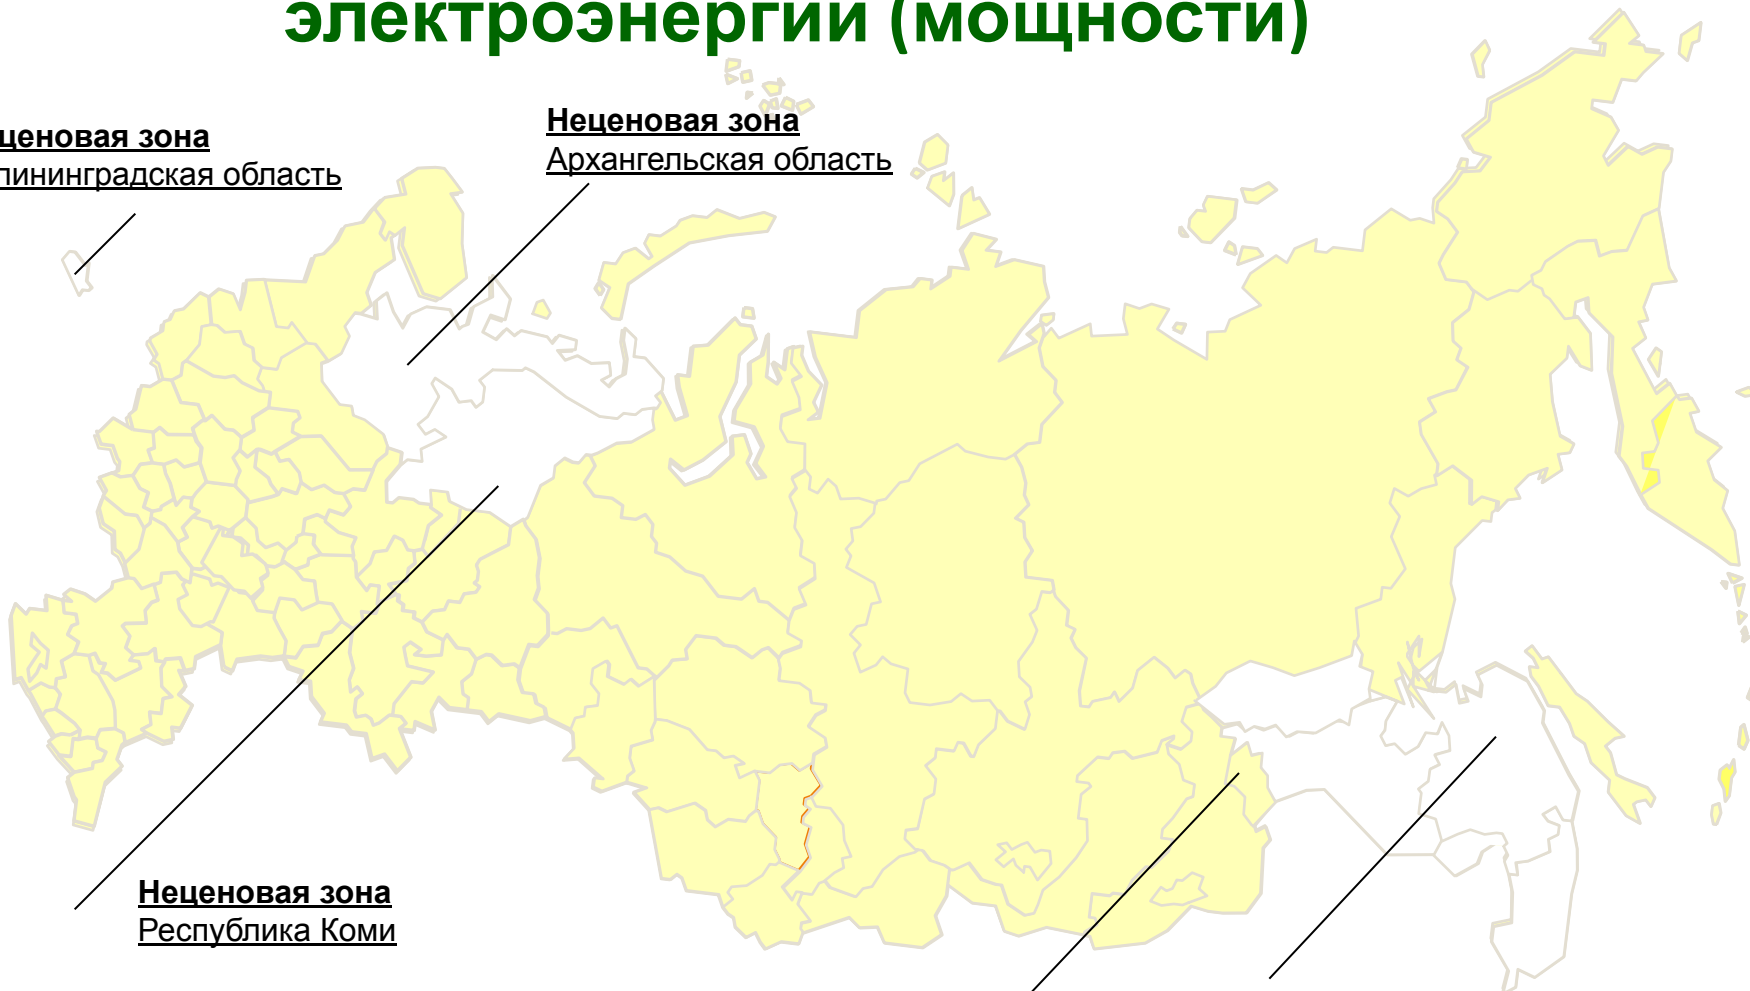 электроэнергии (мощности)
ценовая зона
лининградская область
Неценовая зона
Архангельская область
Неценовая зона
Республика Коми